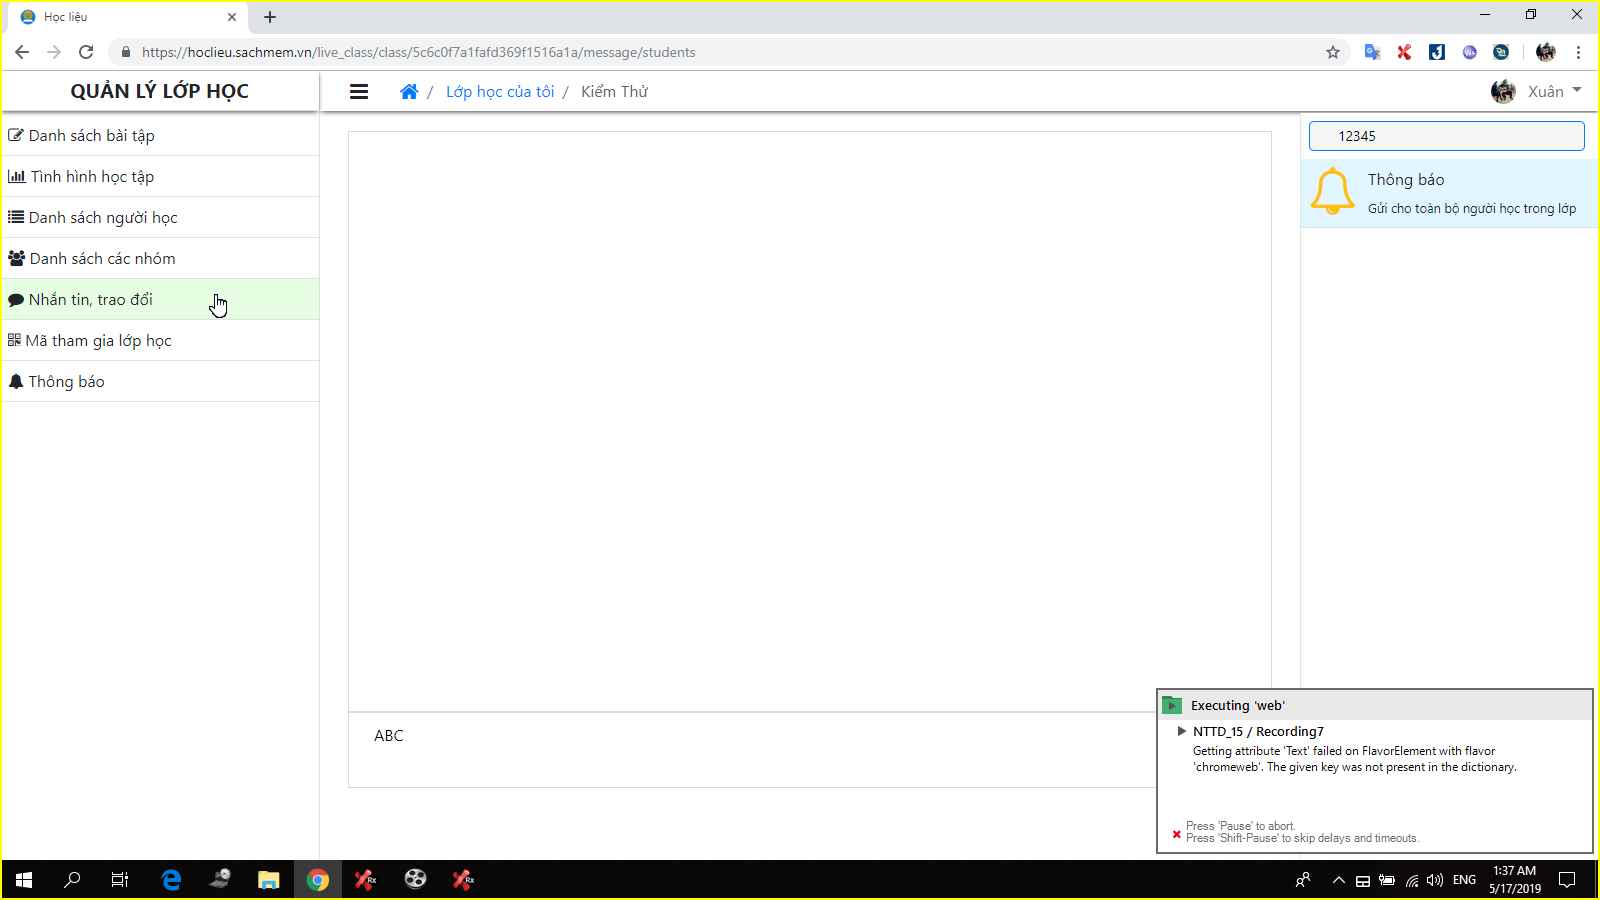 Học liệu
https://hoclieu.sachmem.vn/live_class/class/5c6c0f7a1fafd369f1516a1a/message/students
QUẢN LÝ LỚP HỌC
/ Lớp học của tôi / Kiểm Thử
Xuân
Danh sách bài tập
Tình hình học tập
Danh sách người học
Danh sách các nhóm
Nhắn tin, trao đổi
Mã tham gia lớp học
Thông báo
12345
Thông báo
Gửi cho toàn bộ người học trong lớp
ABC
Executing 'web'
NTTD_15 / Recording7
Getting attribute 'Text' failed on FlavorElement with flavor
'chromeweb'. The given key was not present in the dictionary.
Press 'Pause' to abort.
Press 'Shift-Pause' to skip delays and timeouts.
ENG
1:37 AM
5/17/2019